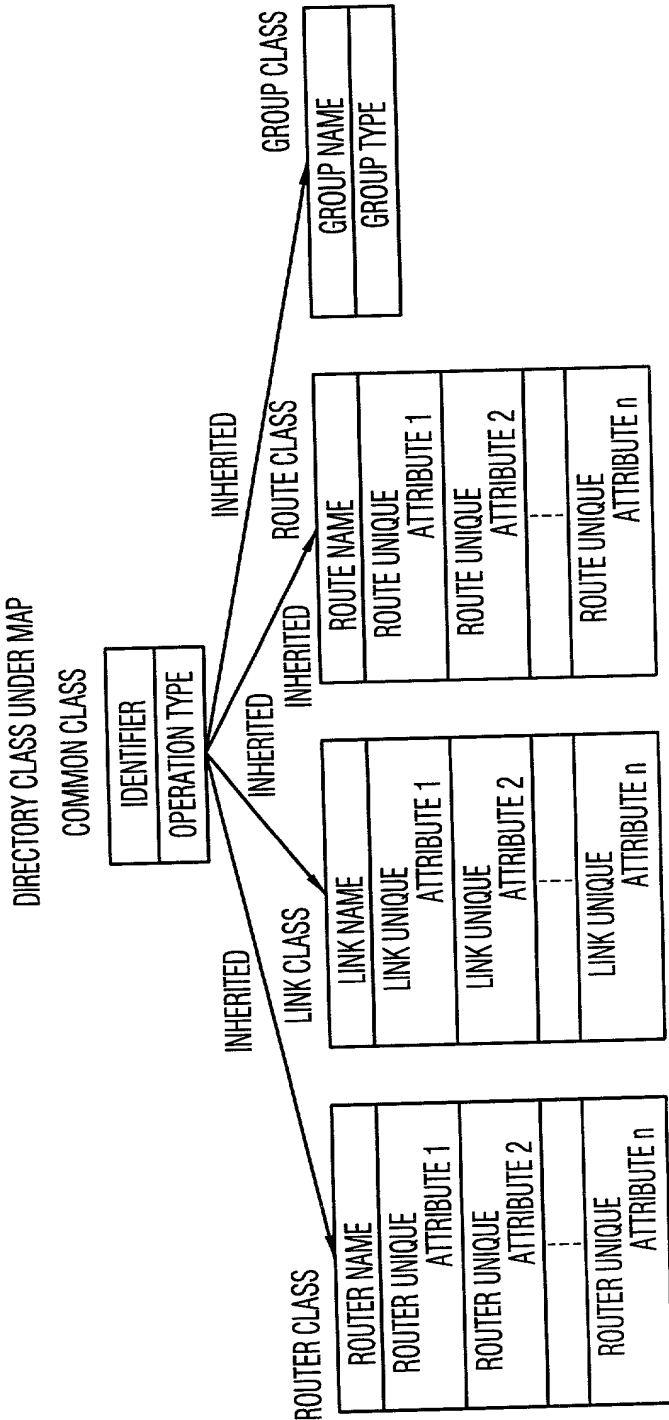 DIRECTORY CLASS UNDER MAP
COMMON CLASS
IDENTIFIER
OPERATION TYPE
INHERITED
INHERITED
INHERITED
INHERITED
ROUTER CLASS
ROUTER NAME
ROUTER UNIQUE
ATTRIBUTE 1
ROUTER UNIQUE
ATTRIBUTE 2
ROUTER UNIQUE
ATTRIBUTE n
LINK CLASS
LINK NAME
LINK UNIQUE
ATTRIBUTE 1
LINK UNIQUE
ATTRIBUTE 2
LINK UNIQUE
ATTRIBUTE n
ROUTE CLASS
ROUTE NAME
ROUTE UNIQUE
ATTRIBUTE 1
ROUTE UNIQUE
ATTRIBUTE 2
ROUTE UNIQUE
ATTRIBUTE n
GROUP CLASS
GROUP NAME
GROUP TYPE